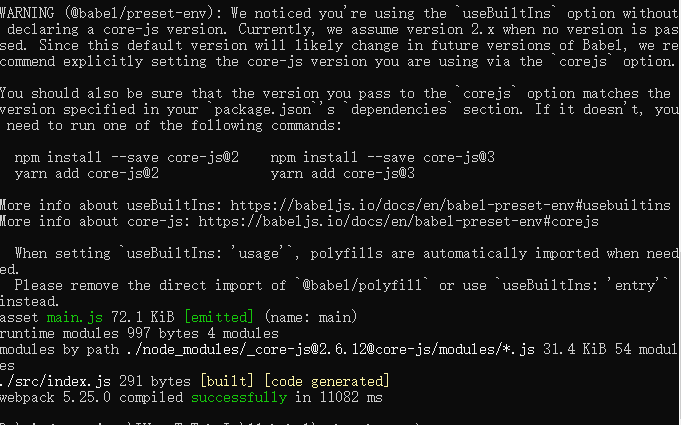 WARNING (@babel/preset-env): We noticed you're using the `useBuiltIns` option without
declaring a core-js version. Currently, we assume version 2.x when no version is pas
sed. Since this default version will likely change in future versions of Babel, we re
commend explicitly setting the core-js version you are using via the `corejs` option.
You should also be sure that the version you pass to the `corejs` option matches the
version specified in your `package.json`'s `dependencies` section. If it doesn't, you
need to run one of the following commands:
npm install --save core-js@2    npm install --save core-js@3
yarn add core-js@2              yarn add core-js@3
More info about useBuiltIns: https://babeljs.io/docs/en/babel-preset-env#usebuiltins
More info about core-js: https://babeljs.io/docs/en/babel-preset-env#corejs
When setting `useBuiltIns: 'usage'`, polyfills are automatically imported when need
ed.
Please remove the direct import of `@babel/polyfill` or use `useBuiltIns: 'entry'`
instead.
asset main.js 72.1 KiB [emitted] (name: main)
runtime modules 997 bytes 4 modules
modules by path ./node_modules/_core-js@2.6.12@core-js/modules/*.js 31.4 KiB 54 modul
es
./src/index.js 291 bytes [built] [code generated]
webpack 5.25.0 compiled successfully in 11082 ms